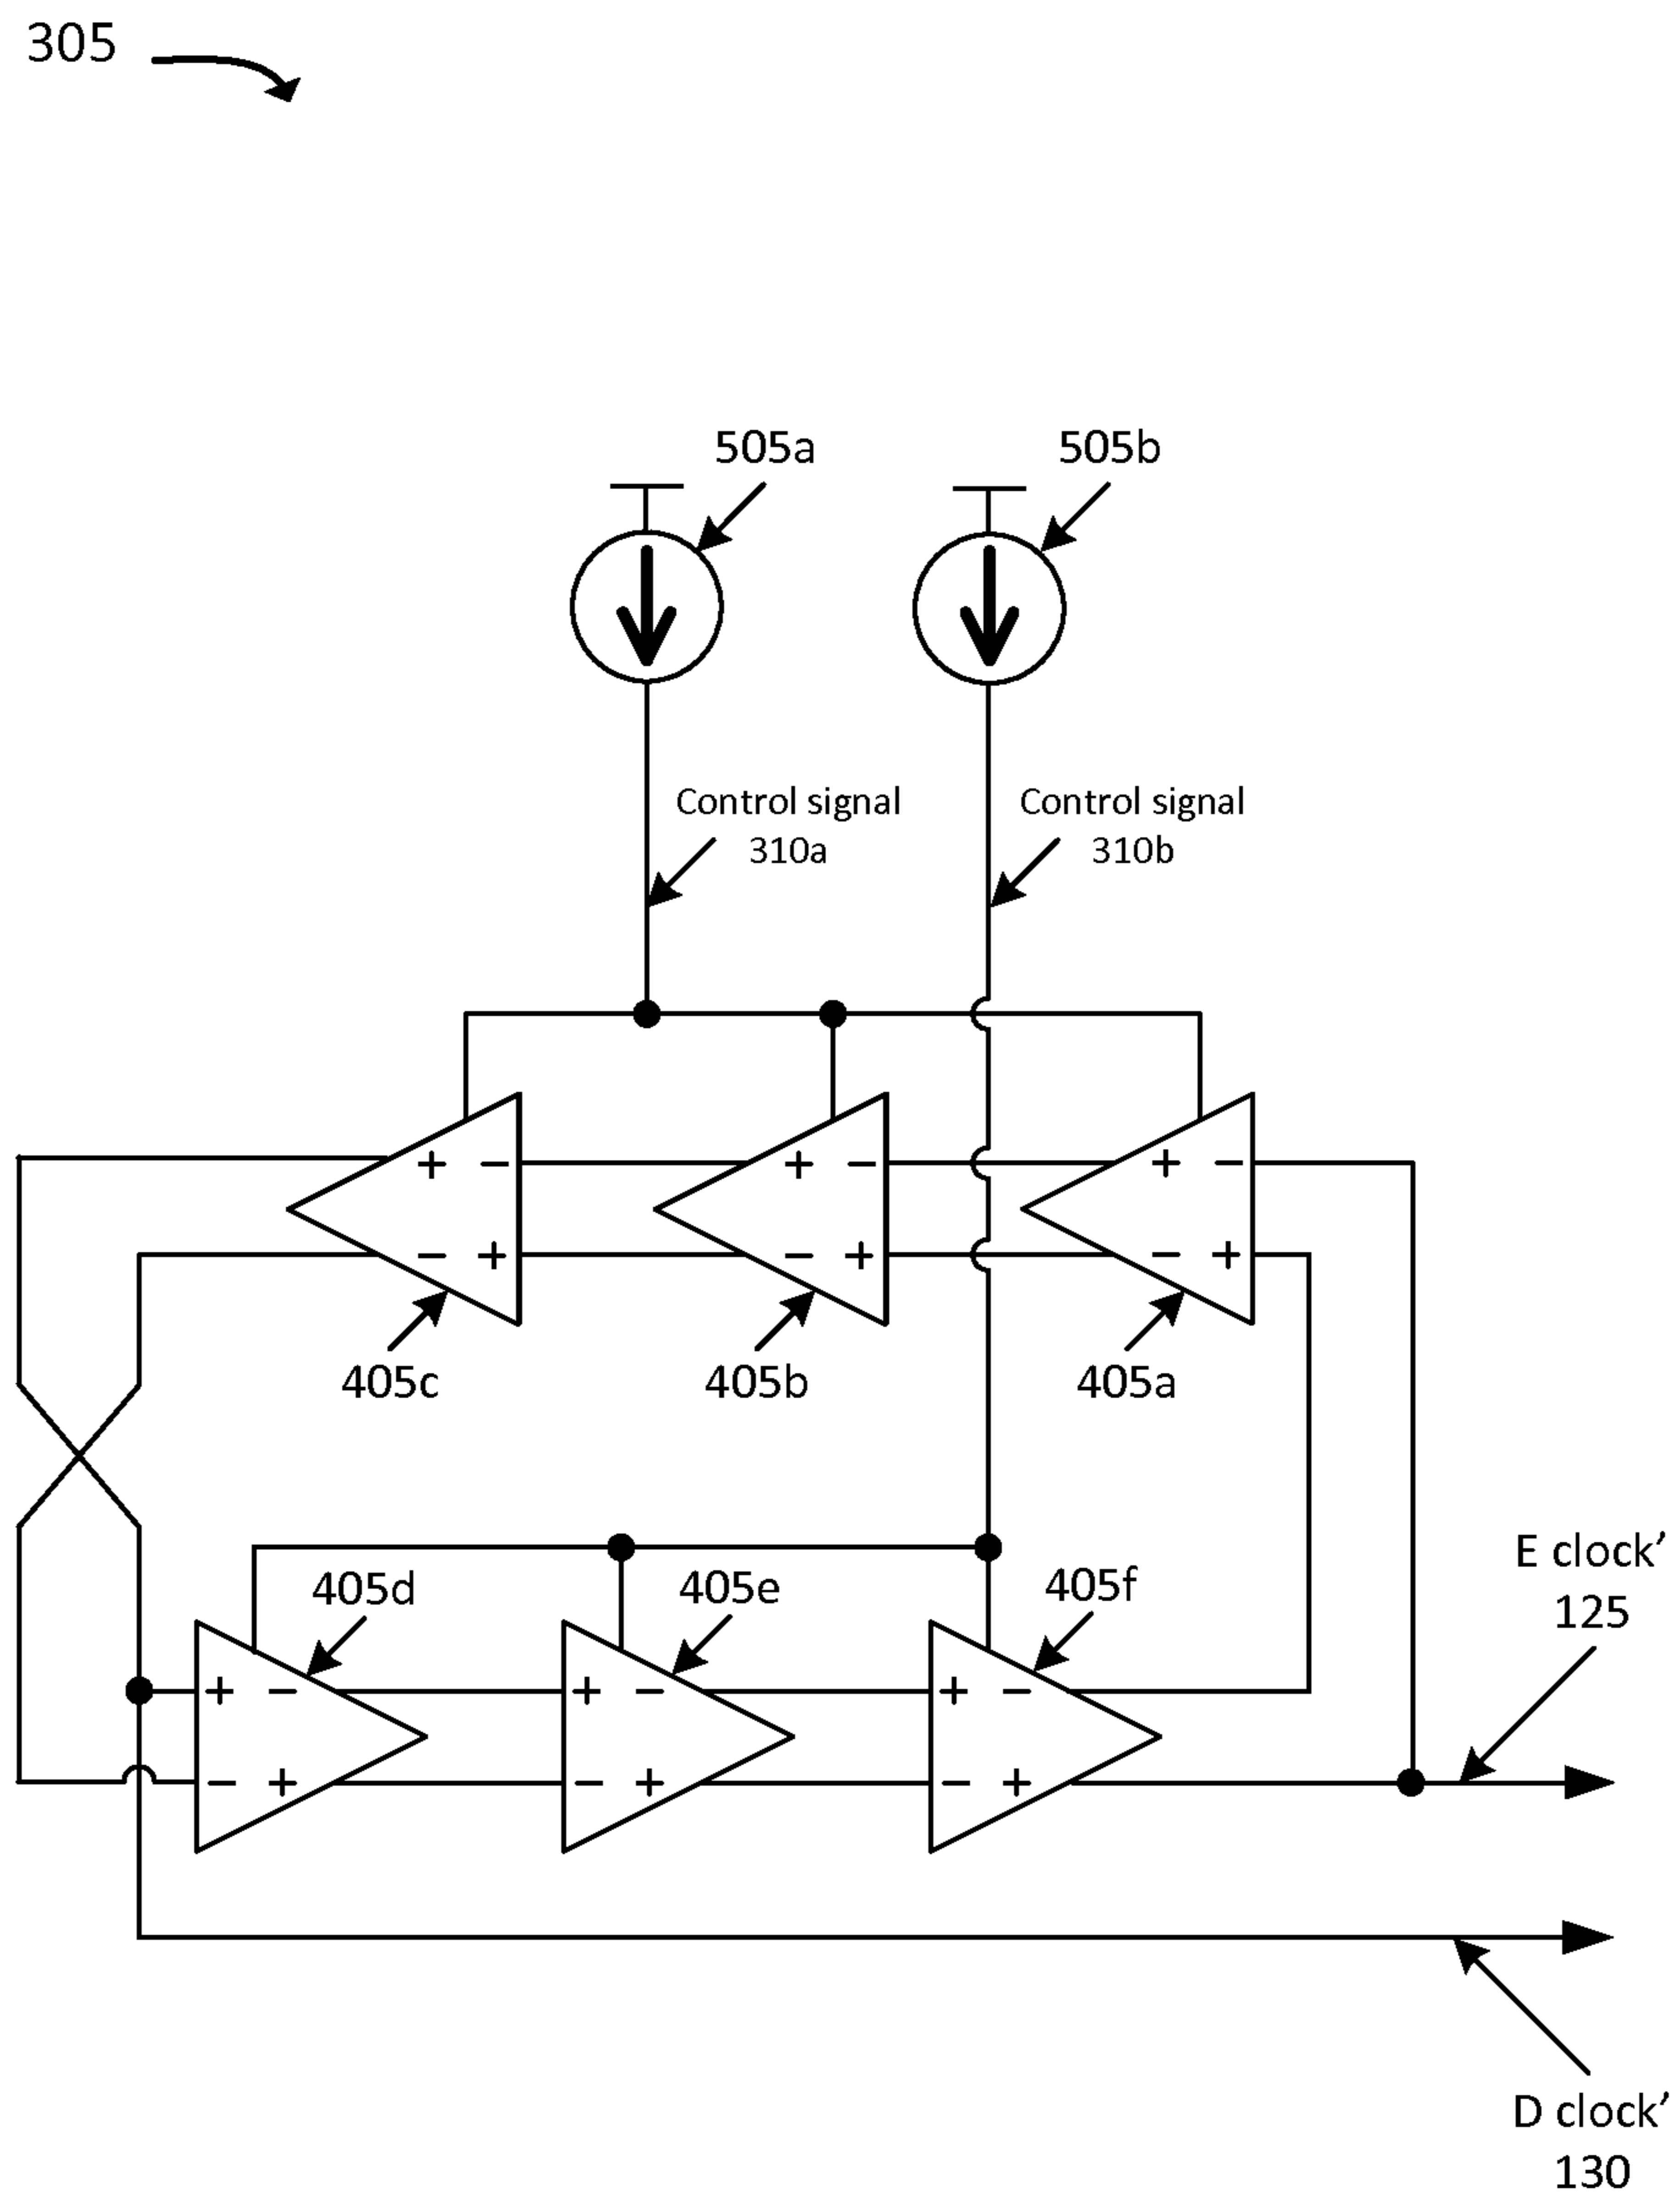 305
505a
505b
Control signal
310a
Control signal
310b
+ − + − + −
− + − + − +
405c
405b
405a
E clock’
125
405d
405e
405f
+ − + − + −
− + − + − +
D clock’
130